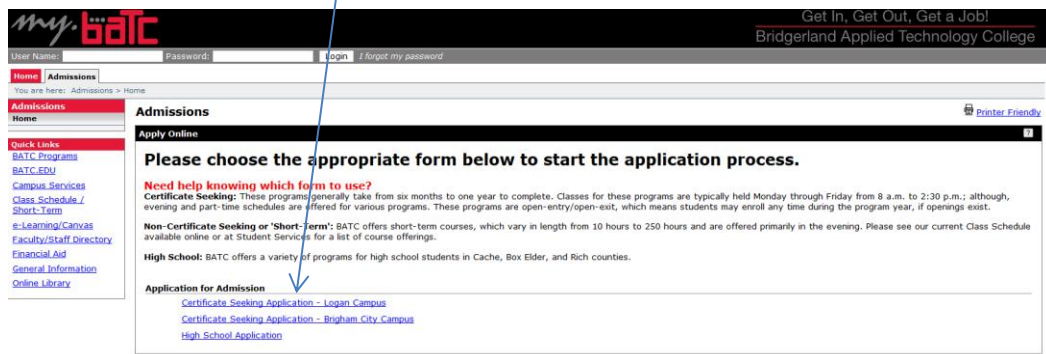 my.batc
Get In, Get Out, Get a Job!
Bridgerland Applied Technology College
User Name: Password: Login I forgot my password
Home Admissions
You are here: Admissions > Home
Admissions
Home
Quick Links
BATC Programs
BATC.EDU
Campus Services
Class Schedule /
Short-Term
e-Learning/Canvas
Faculty/Staff Directory
Financial Aid
General Information
Online Library
Admissions
Printer Friendly
Apply Online ?
Please choose the appropriate form below to start the application process.
Need help knowing which form to use?
Certificate Seeking: These programs generally take from six months to one year to complete. Classes for these programs are typically held Monday through Friday from 8 a.m. to 2:30 p.m.; although,
evening and part-time schedules are offered for various programs. These programs are open-entry/open-exit, which means students may enroll any time during the program year, if openings exist.
Non-Certificate Seeking or 'Short-Term': BATC offers short-term courses, which vary in length from 10 hours to 250 hours and are offered primarily in the evening. Please see our current Class Schedule
available online or at Student Services for a list of course offerings.
High School: BATC offers a variety of programs for high school students in Cache, Box Elder, and Rich counties.
Application for Admission
Certificate Seeking Application - Logan Campus
Certificate Seeking Application - Brigham City Campus
High School Application